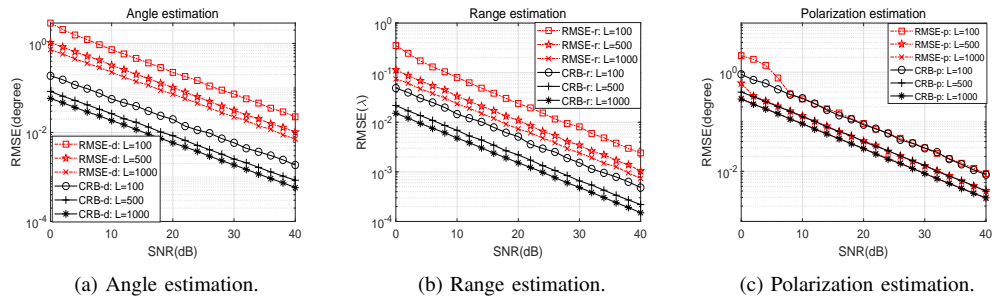 Angle estimation
10^0
10^-2
10^-4
RMSE(degree)
RMSE-d: L=100
RMSE-d: L=500
RMSE-d: L=1000
CRB-d: L=100
CRB-d: L=500
CRB-d: L=1000
0 10 20 30 40
SNR(dB)
(a) Angle estimation.
Range estimation
10^0
10^-1
10^-2
10^-3
10^-4
RMSE(λ)
RMSE-r: L=100
RMSE-r: L=500
RMSE-r: L=1000
CRB-r: L=100
CRB-r: L=500
CRB-r: L=1000
0 10 20 30 40
SNR(dB)
(b) Range estimation.
Polarization estimation
10^0
10^-2
RMSE(degree)
RMSE-p: L=100
RMSE-p: L=500
RMSE-p: L=1000
CRB-p: L=100
CRB-p: L=500
CRB-p: L=1000
0 10 20 30 40
SNR(dB)
(c) Polarization estimation.